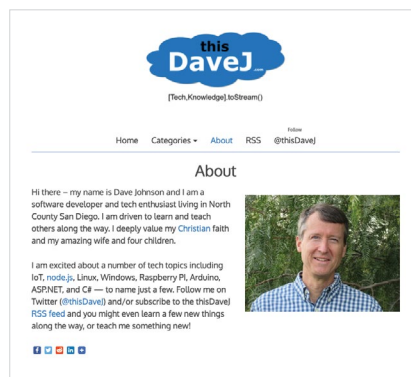 this
DaveJ.com
[Tech,Knowledge].toStream()
Follow
Home Categories About RSS @thisDaveJ
About
Hi there – my name is Dave Johnson and I am a
software developer and tech enthusiast living in North
County San Diego. I am driven to learn and teach
others along the way. I deeply value my Christian faith
and my amazing wife and four children.
I am excited about a number of tech topics including
IoT, node.js, Linux, Windows, Raspberry PI, Arduino,
ASP.NET, and C# — to name just a few. Follow me on
Twitter (@thisDaveJ) and/or subscribe to the thisDaveJ
RSS feed and you might even learn a few new things
along the way, or teach me something new!